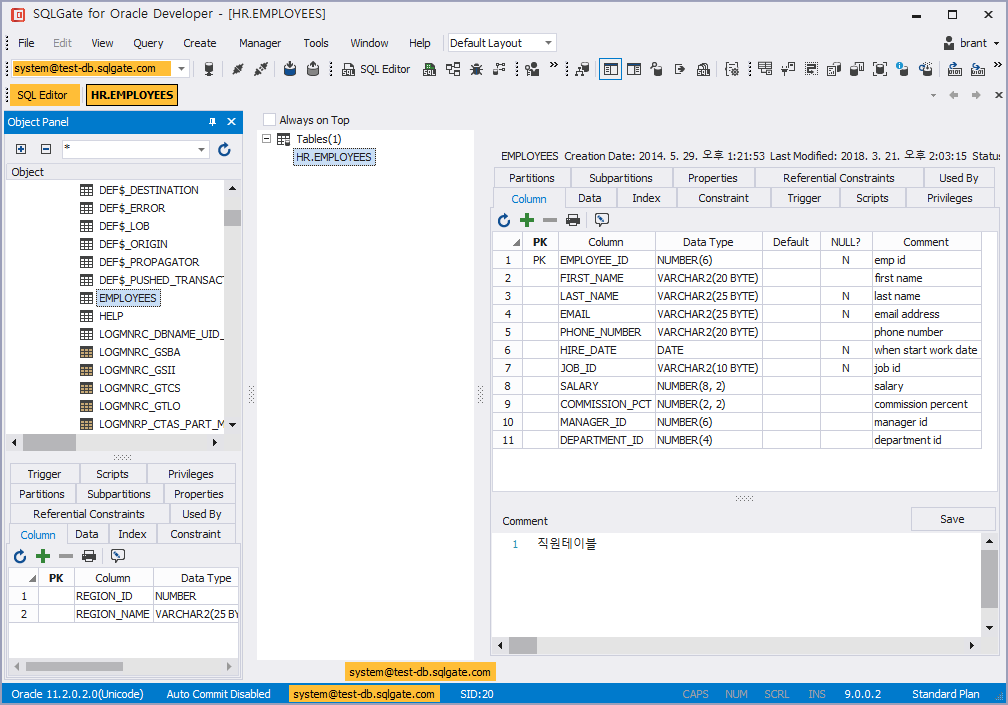 SQLGate for Oracle Developer - [HR.EMPLOYEES]
File Edit View Query Create Manager Tools Window Help Default Layout brant
system@test-db.sqlgate.com SQL Editor
SQL Editor HR.EMPLOYEES
Object Panel
*
Object
DEF$_DESTINATION
DEF$_ERROR
DEF$_LOB
DEF$_ORIGIN
DEF$_PROPAGATOR
DEF$_PUSHED_TRANSACT
EMPLOYEES
HELP
LOGMNRC_DBNAME_UID_
LOGMNRC_GSBA
LOGMNRC_GSII
LOGMNRC_GTCS
LOGMNRC_GTLO
LOGMNRP_CTAS_PART_M
Trigger Scripts Privileges
Partitions Subpartitions Properties
Referential Constraints Used By
Column Data Index Constraint
PK Column Data Type
1 REGION_ID NUMBER
2 REGION_NAME VARCHAR2(25 BY
Always on Top
Tables(1)
HR.EMPLOYEES
EMPLOYEES Creation Date: 2014. 5. 29. 오후 1:21:53 Last Modified: 2018. 3. 21. 오후 2:03:15 Status
Partitions Subpartitions Properties Referential Constraints Used By
Column Data Index Constraint Trigger Scripts Privileges
PK Column Data Type Default NULL? Comment
1 PK EMPLOYEE_ID NUMBER(6) N emp id
2 FIRST_NAME VARCHAR2(20 BYTE) first name
3 LAST_NAME VARCHAR2(25 BYTE) N last name
4 EMAIL VARCHAR2(25 BYTE) N email address
5 PHONE_NUMBER VARCHAR2(20 BYTE) phone number
6 HIRE_DATE DATE N when start work date
7 JOB_ID VARCHAR2(10 BYTE) N job id
8 SALARY NUMBER(8, 2) salary
9 COMMISSION_PCT NUMBER(2, 2) commission percent
10 MANAGER_ID NUMBER(6) manager id
11 DEPARTMENT_ID NUMBER(4) department id
Comment Save
1 직원테이블
system@test-db.sqlgate.com
Oracle 11.2.0.2.0(Unicode) Auto Commit Disabled system@test-db.sqlgate.com SID:20 CAPS NUM SCRL INS 9.0.0.2 Standard Plan